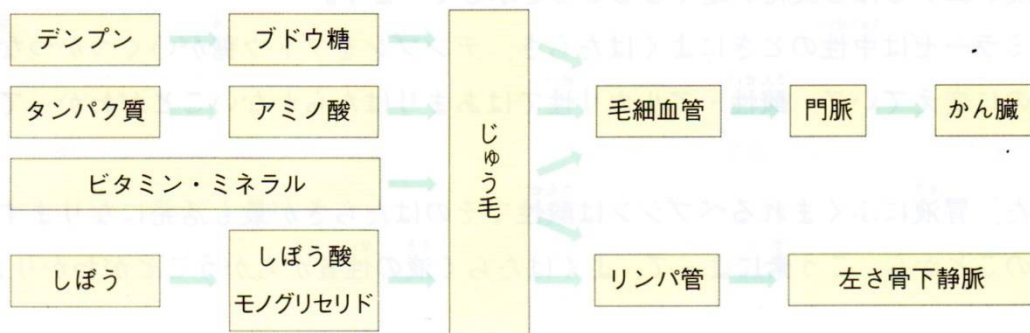 デンプン
ブドウ糖
タンパク質
アミノ酸
ビタミン・ミネラル
しぼう
しぼう酸
モノグリセリド
じゅう毛
毛細血管
門脈
かん臓
リンパ管
左さ骨下静脈